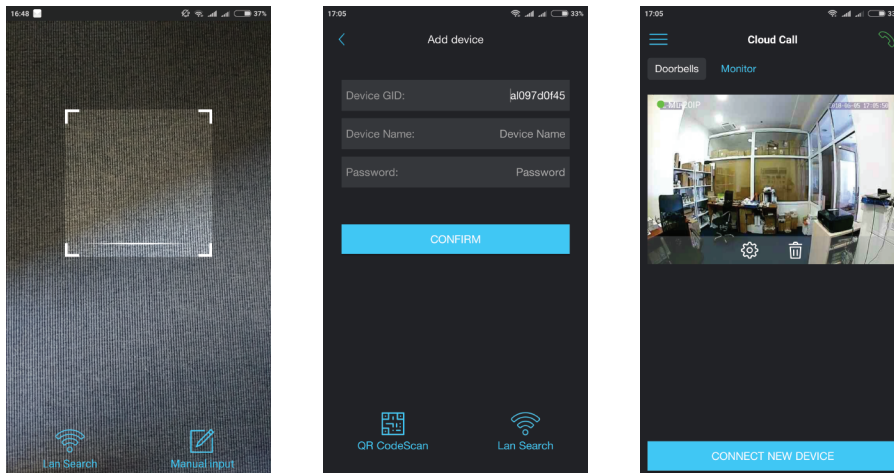 16:48
37%
Lan Search
Manual input
17:05
33%
Add device
Device GID:
al097d0f45
Device Name:
Device Name
Password:
Password
CONFIRM
QR CodeScan
Lan Search
17:05
Cloud Call
Doorbells
Monitor
CONNECT NEW DEVICE